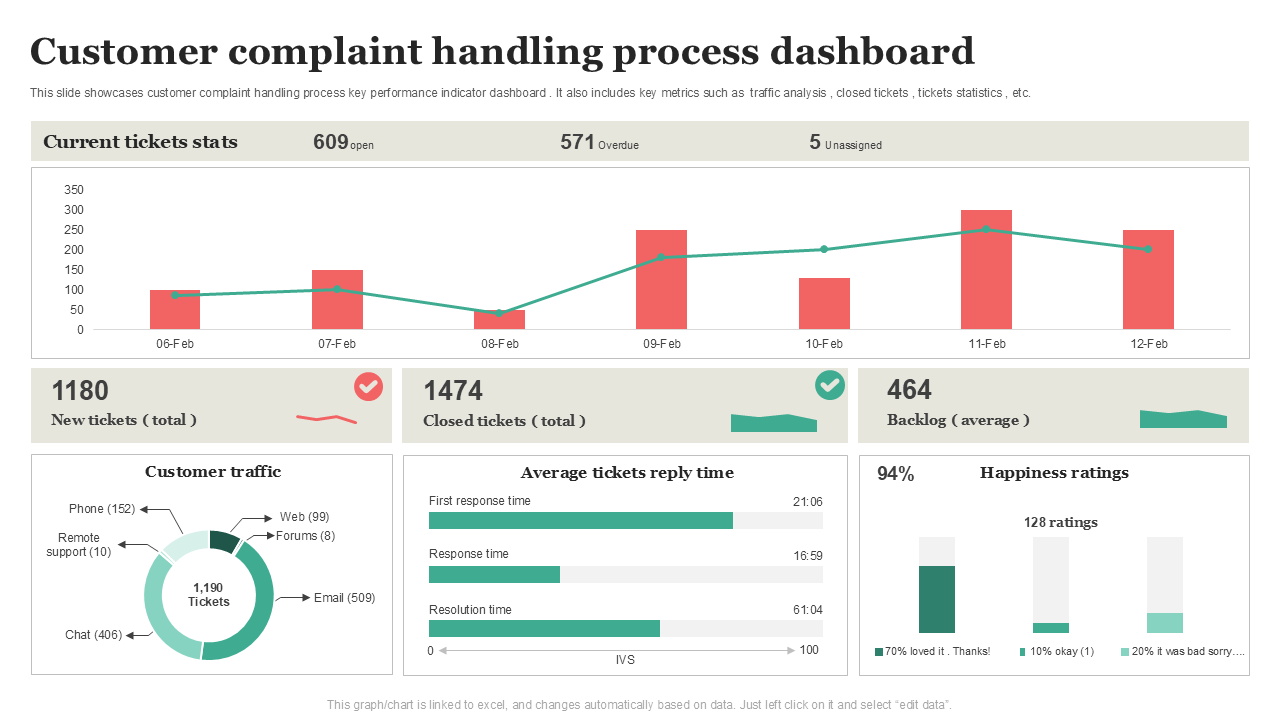 Customer complaint handling process dashboard
This slide showcases customer complaint handling process key performance indicator dashboard . It also includes key metrics such as traffic analysis , closed tickets , tickets statistics , etc.
Current tickets stats
609 open
571 Overdue
5 Unassigned
350
300
250
200
150
100
50
0
06-Feb
07-Feb
08-Feb
09-Feb
10-Feb
11-Feb
12-Feb
1180
New tickets ( total )
1474
Closed tickets ( total )
464
Backlog ( average )
Customer traffic
Phone (152)
Web (99)
Remote
support (10)
Forums (8)
1,190
Tickets
Email (509)
Chat (406)
Average tickets reply time
First response time
21:06
Response time
16:59
Resolution time
61:04
0
100
IVS
94%
Happiness ratings
128 ratings
70% loved it . Thanks!
10% okay (1)
20% it was bad sorry….
This graph/chart is linked to excel, and changes automatically based on data. Just left click on it and select “edit data”.